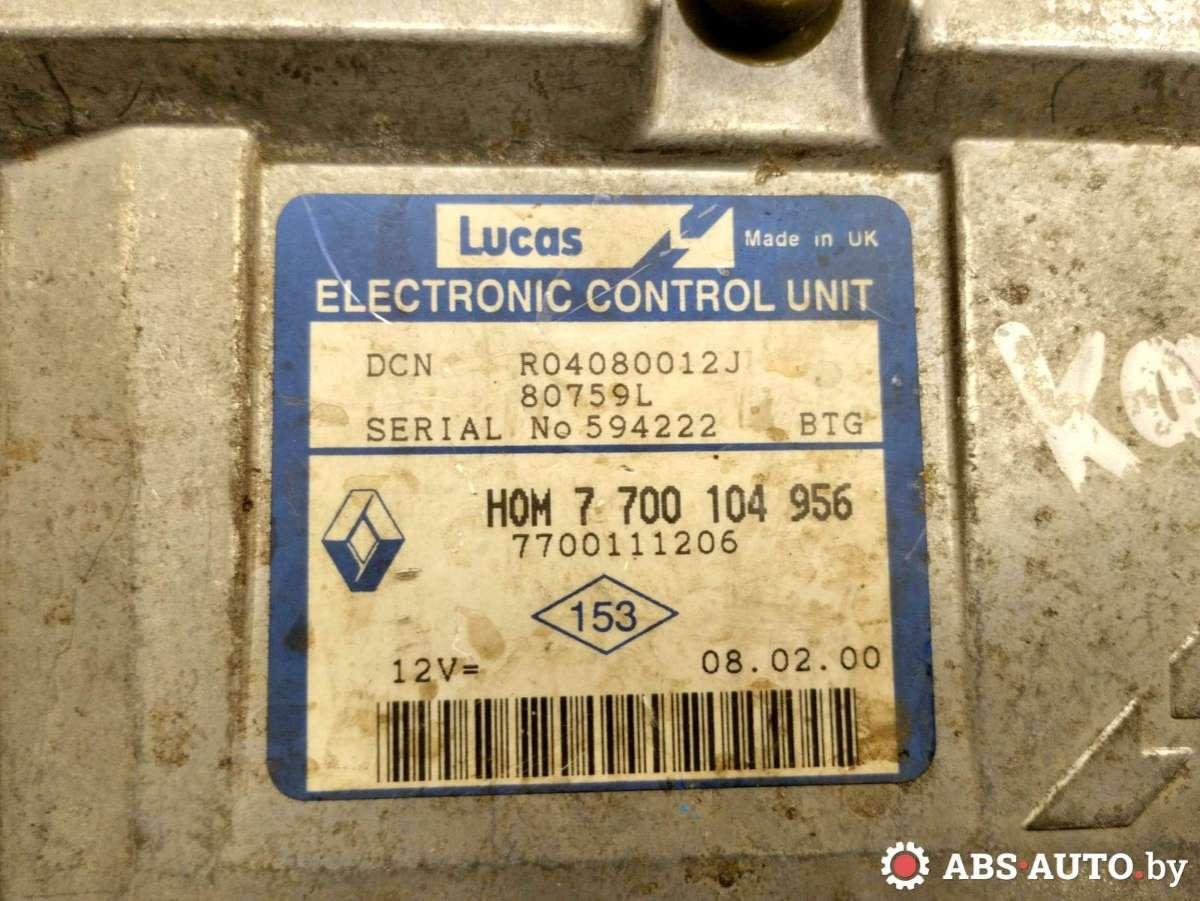 Lucas Made in UK
ELECTRONIC CONTROL UNIT
DCN R04080012J
80759L
SERIAL No 594222 BTG
HOM 7 700 104 956
7700111206
153
12V= 08.02.00
ABS·AUTO.by